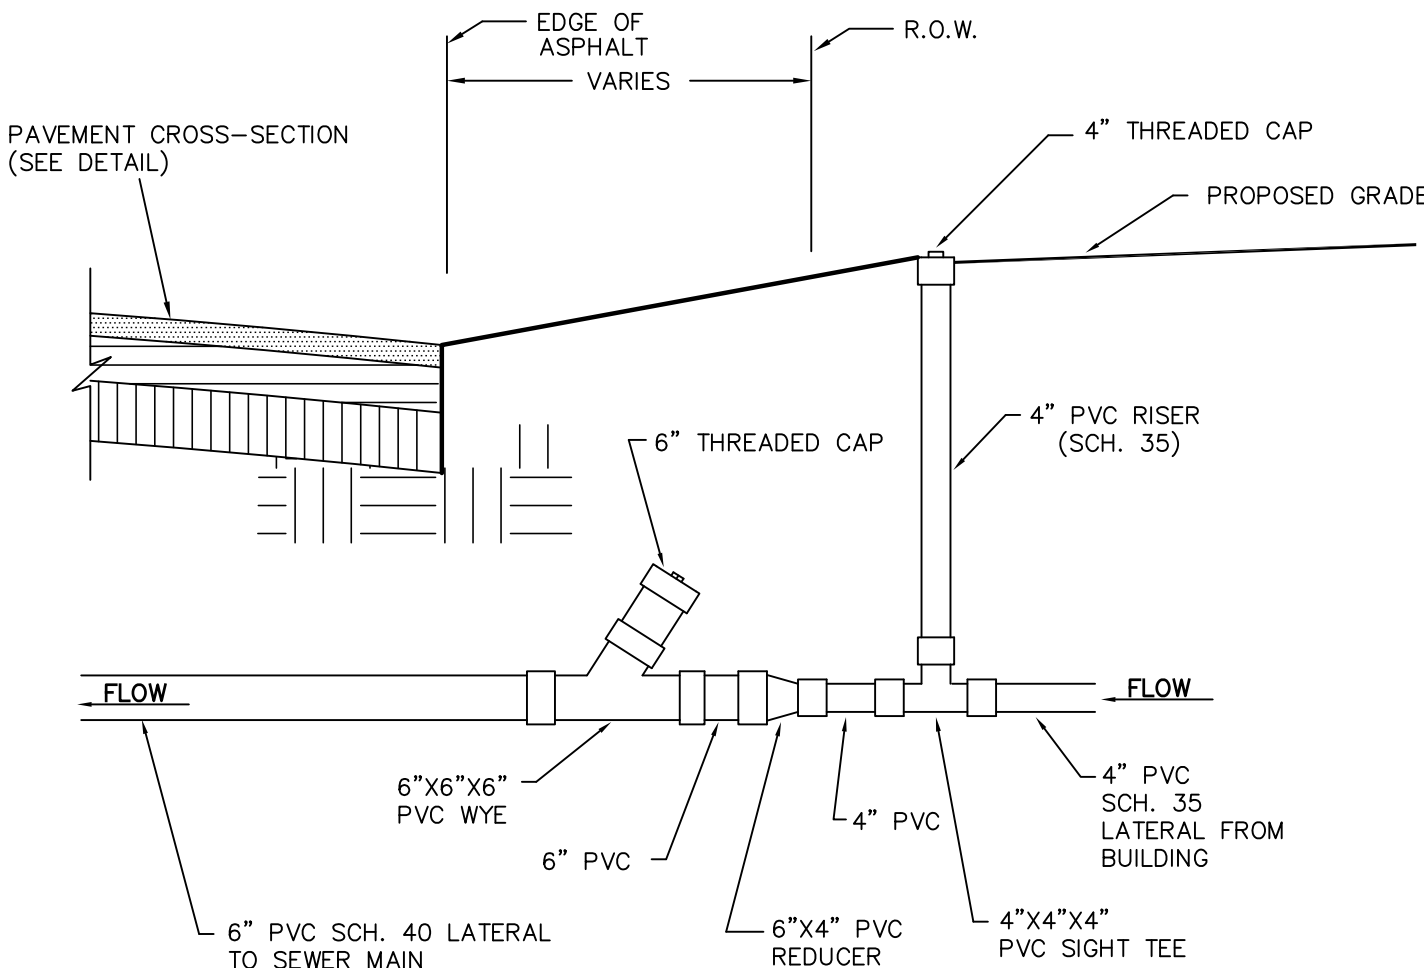 EDGE OF
ASPHALT
R.O.W.
VARIES
PAVEMENT CROSS-SECTION
(SEE DETAIL)
4" THREADED CAP
PROPOSED GRADE
4" PVC RISER
(SCH. 35)
6" THREADED CAP
FLOW
FLOW
6"X6"X6"
PVC WYE
4" PVC
SCH. 35
LATERAL FROM
BUILDING
4" PVC
6" PVC
6" PVC SCH. 40 LATERAL
TO SEWER MAIN
6"X4" PVC
REDUCER
4"X4"X4"
PVC SIGHT TEE